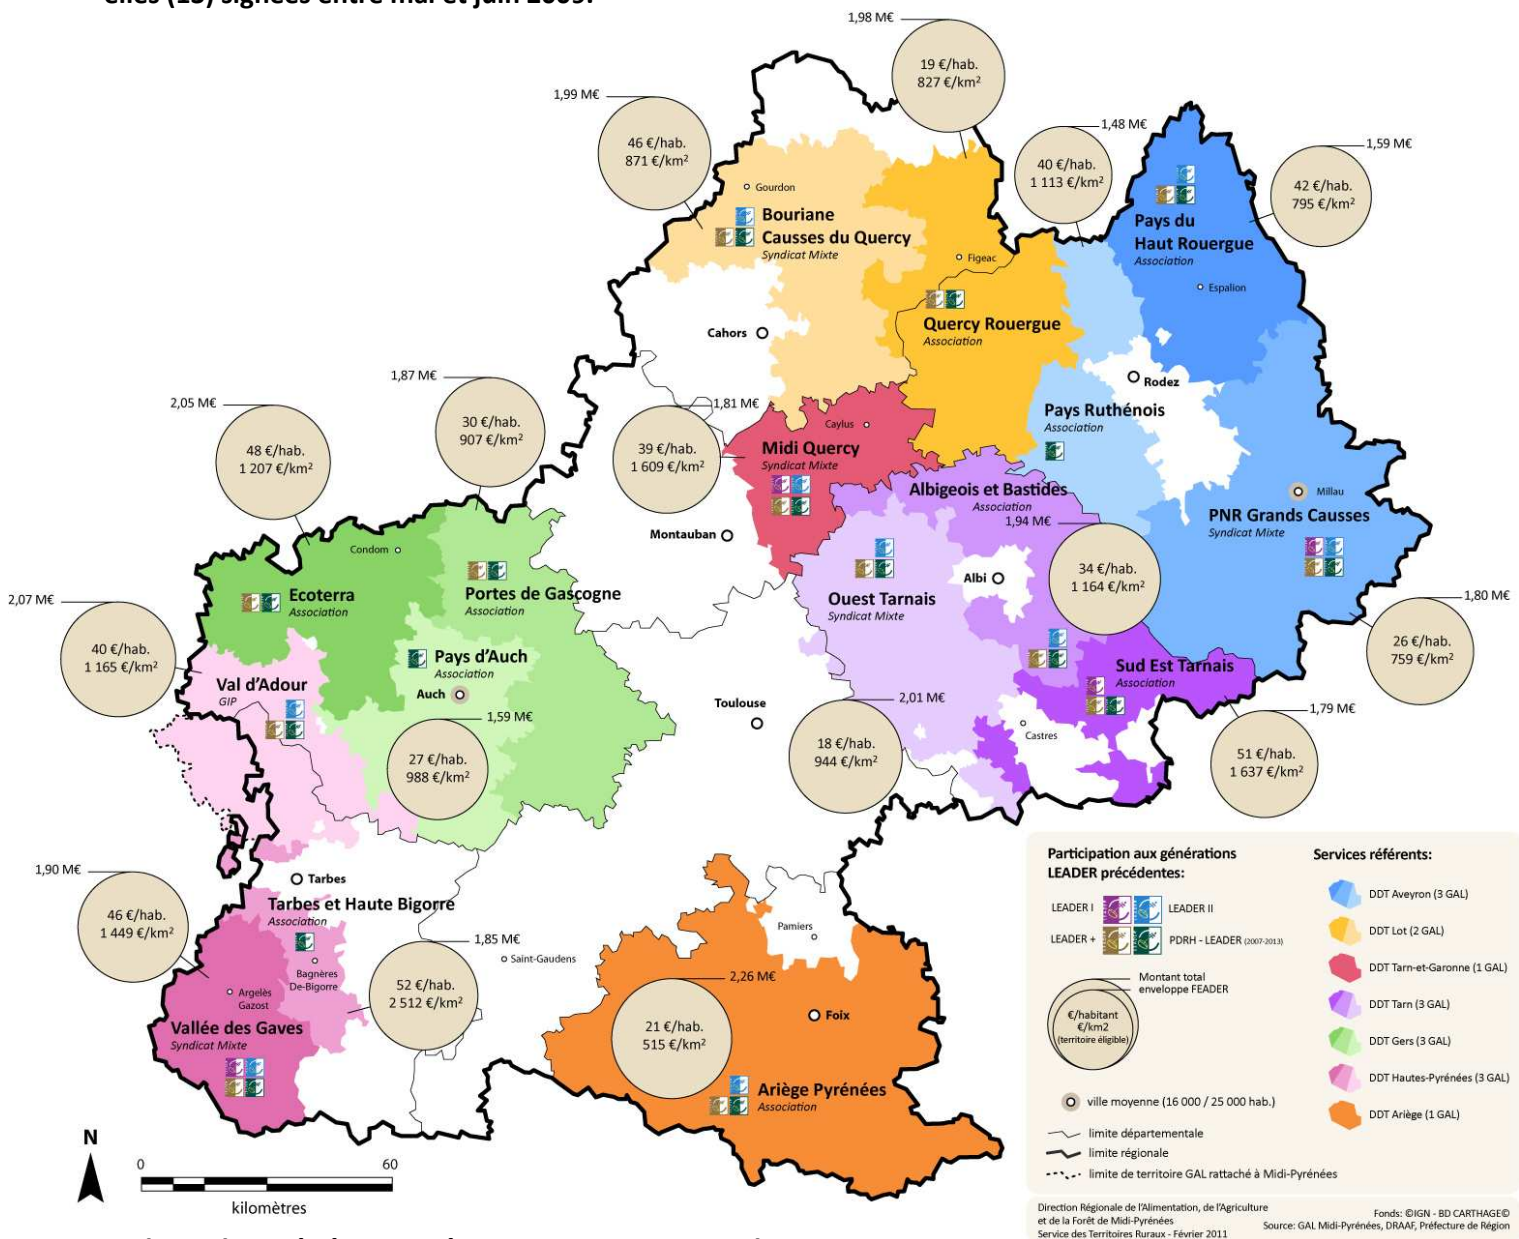 elles (15) signées entre mai et juin 2009.
1,98 M€
19 €/hab.
827 €/km²
1,99 M€
46 €/hab.
871 €/km²
1,48 M€
40 €/hab.
1 113 €/km²
1,59 M€
42 €/hab.
795 €/km²
Gourdon
Bouriane
Causses du Quercy
Syndicat Mixte
Pays du
Haut Rouergue
Association
Espalion
Figeac
Quercy Rouergue
Association
Cahors
Rodez
Pays Ruthénois
Association
1,87 M€
30 €/hab.
907 €/km²
2,05 M€
48 €/hab.
1 207 €/km²
1,81 M€
39 €/hab.
1 609 €/km²
Caylus
Midi Quercy
Syndicat Mixte
Albigeois et Bastides
Association
1,94 M€
34 €/hab.
1 164 €/km²
Millau
PNR Grands Causses
Syndicat Mixte
Montauban
Condom
Ecoterra
Association
Portes de Gascogne
Association
Albi
Ouest Tarnais
Syndicat Mixte
2,07 M€
40 €/hab.
1 165 €/km²
1,80 M€
26 €/hab.
759 €/km²
Pays d’Auch
Association
Auch
Val d’Adour
GIP
Sud Est Tarnais
Association
Toulouse
2,01 M€
18 €/hab.
944 €/km²
1,59 M€
27 €/hab.
988 €/km²
Castres
1,79 M€
51 €/hab.
1 637 €/km²
1,90 M€
46 €/hab.
1 449 €/km²
Tarbes
Tarbes et Haute Bigorre
Association
Bagnères
De-Bigorre
1,85 M€
52 €/hab.
2 512 €/km²
Saint-Gaudens
Pamiers
Argelès
Gazost
Vallée des Gaves
Syndicat Mixte
2,26 M€
21 €/hab.
515 €/km²
Foix
Ariège Pyrénées
Association
N
0
60
kilomètres
Participation aux générations
LEADER précédentes:
LEADER I
LEADER II
LEADER +
PDRH - LEADER (2007-2013)
Montant total
enveloppe FEADER
€/habitant
€/km2
(territoire éligible)
ville moyenne (16 000 / 25 000 hab.)
limite départementale
limite régionale
limite de territoire GAL rattaché à Midi-Pyrénées
Services référents:
DDT Aveyron (3 GAL)
DDT Lot (2 GAL)
DDT Tarn-et-Garonne (1 GAL)
DDT Tarn (3 GAL)
DDT Gers (3 GAL)
DDT Hautes-Pyrénées (3 GAL)
DDT Ariège (1 GAL)
Direction Régionale de l’Alimentation, de l’Agriculture
et de la Forêt de Midi-Pyrénées
Service des Territoires Ruraux - Février 2011
Fonds: ©IGN - BD CARTHAGE©
Source: GAL Midi-Pyrénées, DRAAF, Préfecture de Région